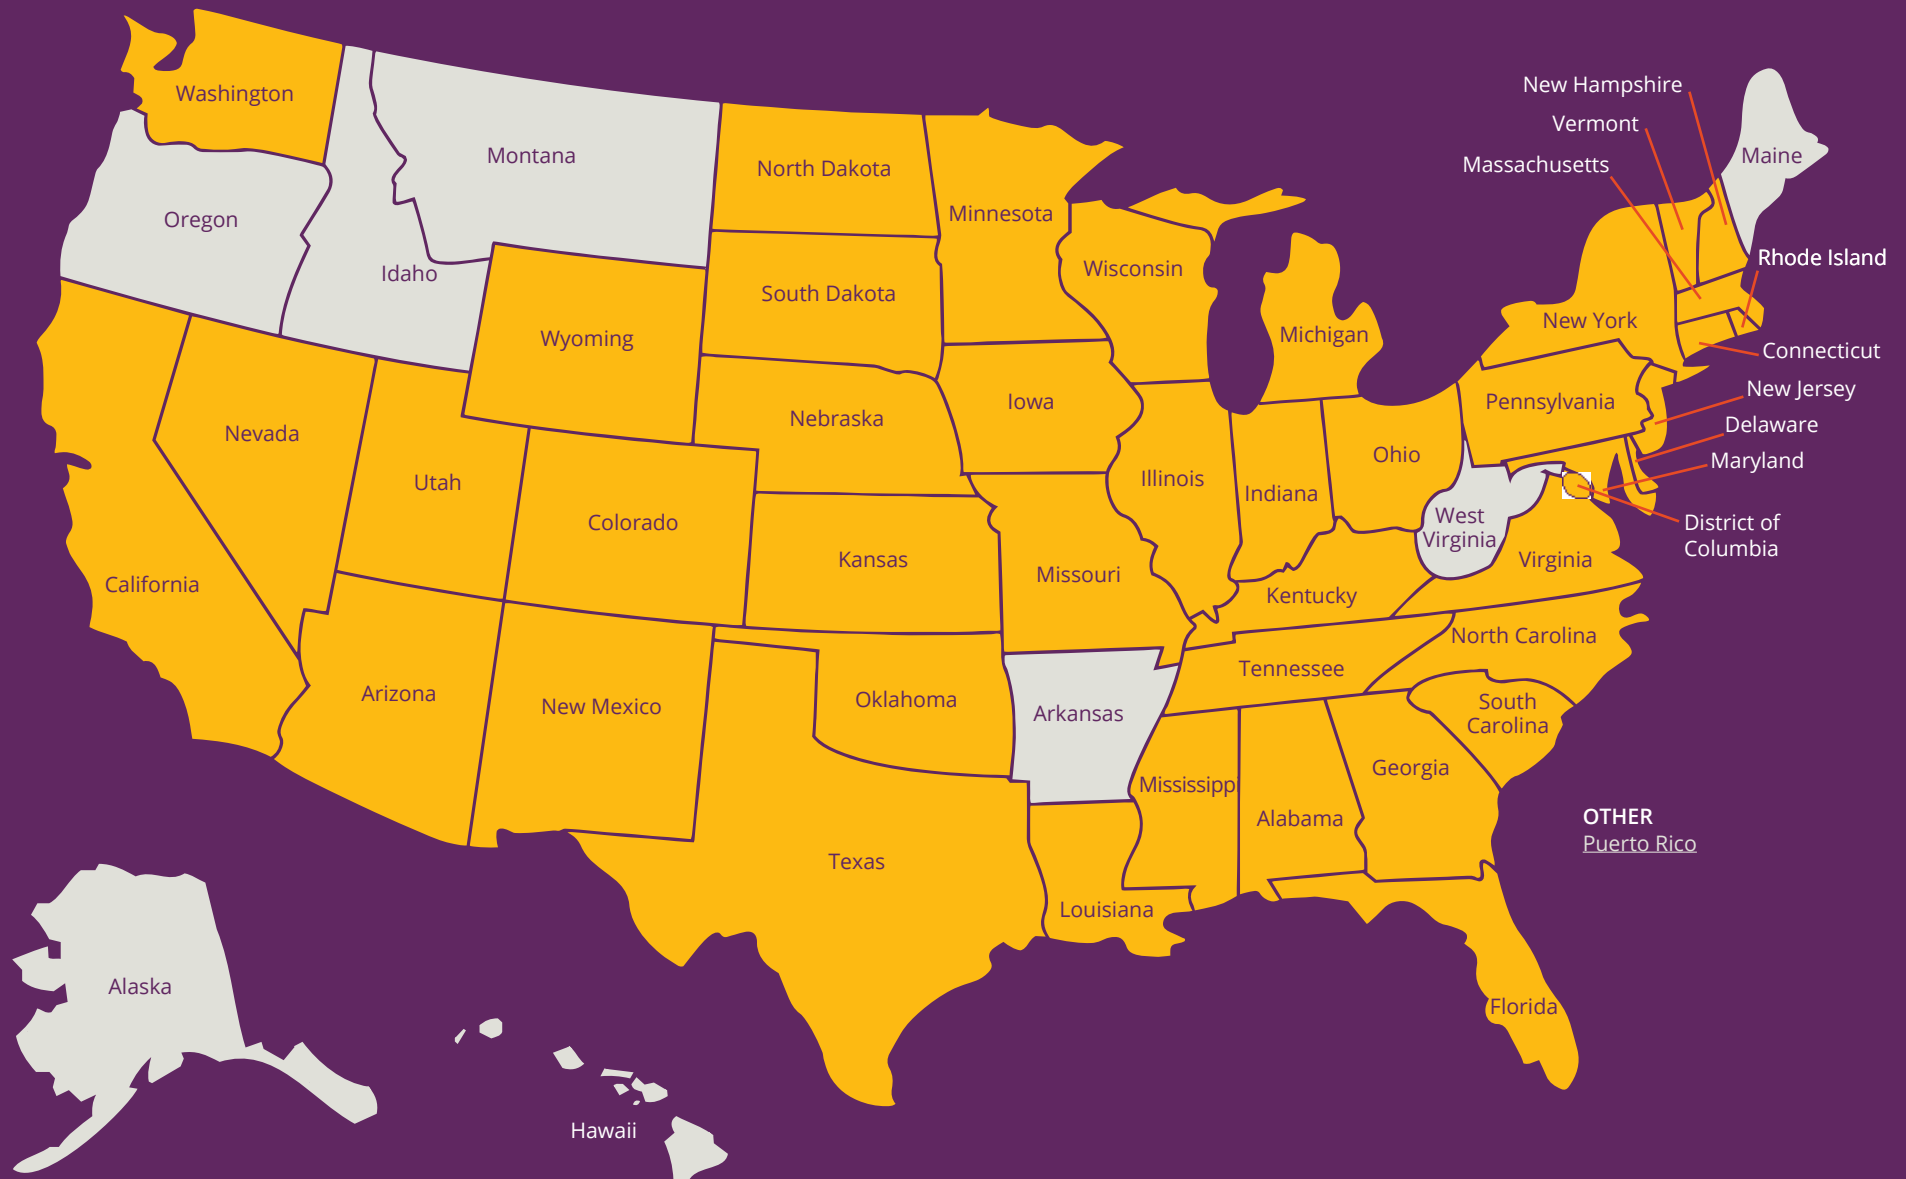 New Hampshire
Washington
Vermont
Montana
Maine
Massachusetts
North Dakota
Minnesota
Oregon
Rhode Island
Idaho
Wisconsin
South Dakota
New York
Michigan
Wyoming
Connecticut
New Jersey
Iowa
Pennsylvania
Nebraska
Delaware
Nevada
Ohio
Maryland
Utah
Illinois
Indiana
West
Virginia
Colorado
District of
Columbia
Kansas
Virginia
Missouri
California
Kentucky
North Carolina
Tennessee
Arizona
Oklahoma
New Mexico
South
Carolina
Arkansas
Georgia
Mississipp
Alabama
OTHER
Puerto Rico
Texas
Louisiana
Alaska
Florida
Hawaii